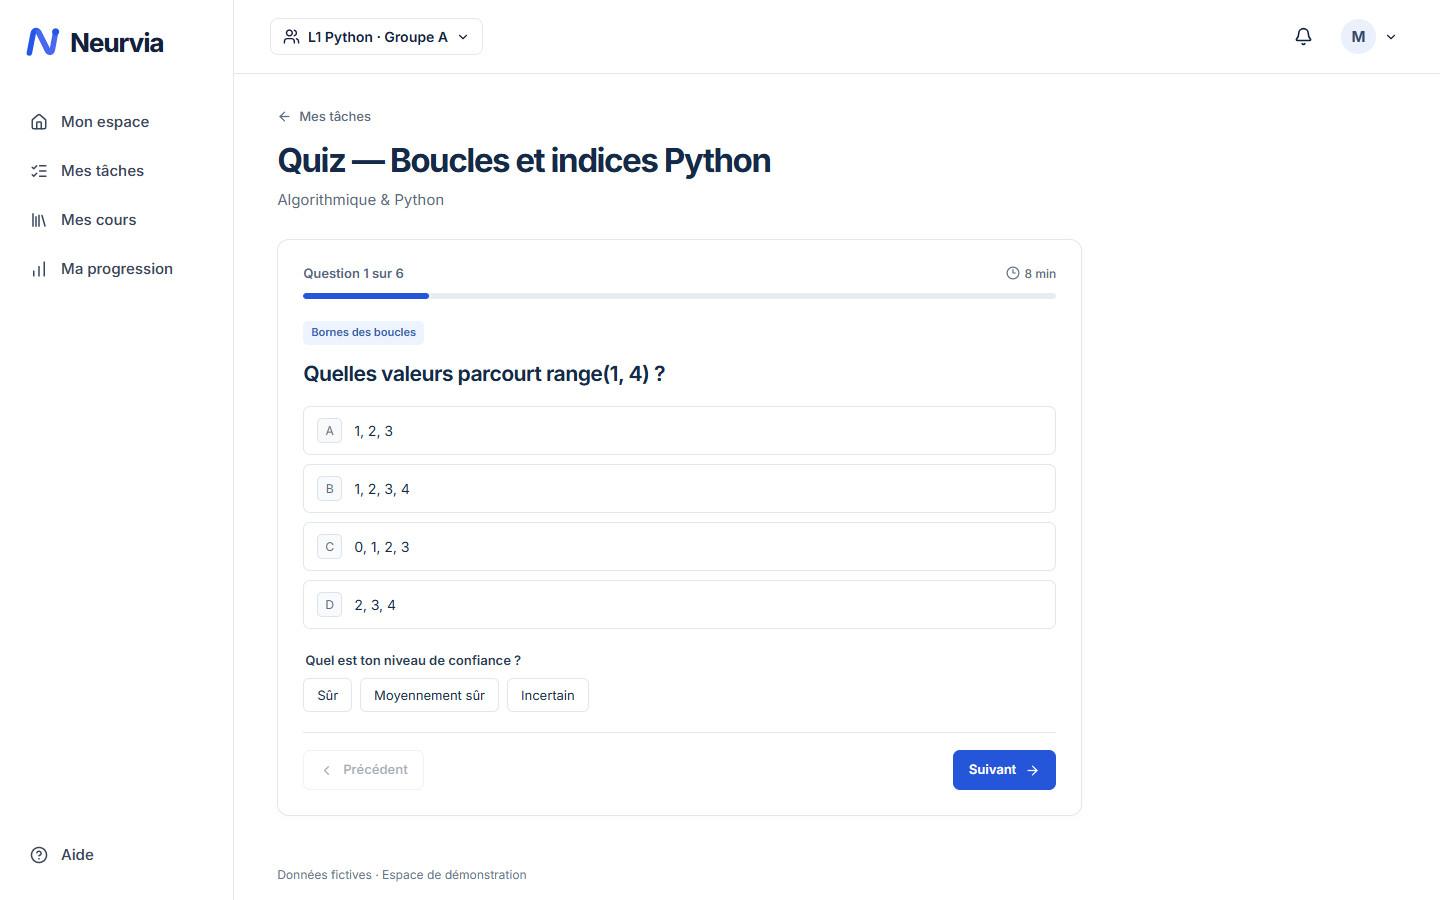 Neurvia
L1 Python · Groupe A
M
Mon espace
Mes tâches
Mes cours
Ma progression
Aide
Mes tâches
Quiz — Boucles et indices Python
Algorithmique & Python
Question 1 sur 6
8 min
Bornes des boucles
Quelles valeurs parcourt range(1, 4) ?
A 1, 2, 3
B 1, 2, 3, 4
C 0, 1, 2, 3
D 2, 3, 4
Quel est ton niveau de confiance ?
Sûr Moyennement sûr Incertain
Précédent Suivant
Données fictives · Espace de démonstration